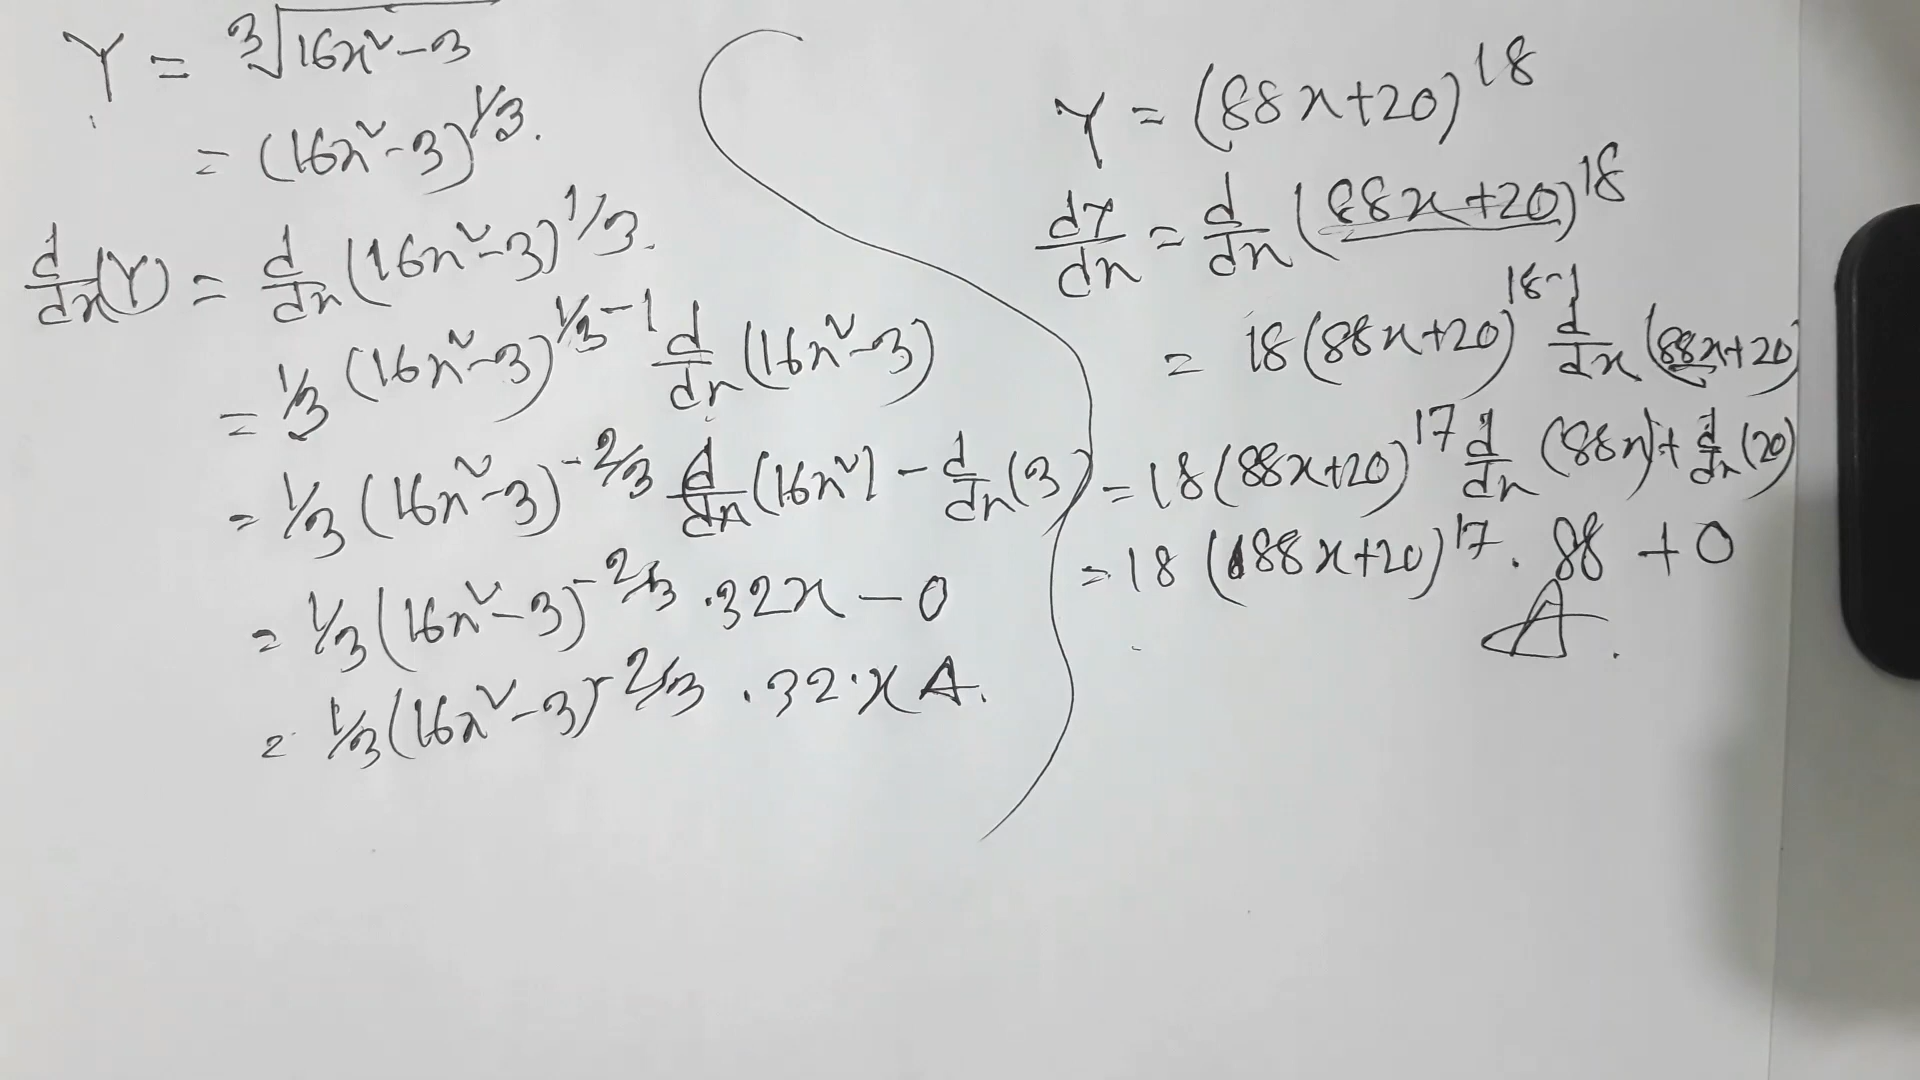 Y = ∛(16x² - 3)
= (16x² - 3)^1/3.
d/dx (Y) = d/dx (16x² - 3)^1/3.
= 1/3 (16x² - 3)^1/3 - 1 d/dx (16x² - 3)
= 1/3 (16x² - 3)^-2/3 d/dx (16x²) - d/dx (3)
= 1/3 (16x² - 3)^-2/3 · 32x - 0
= 1/3 (16x² - 3)^-2/3 · 32 · x A.
Y = (88x + 20)^18
dY/dx = d/dx (88x + 20)^18
= 18 (88x + 20)^18-1 d/dx (88x + 20)
= 18 (88x + 20)^17 d/dx (88x) + d/dx (20)
= 18 (88x + 20)^17 · 88 + 0
A.